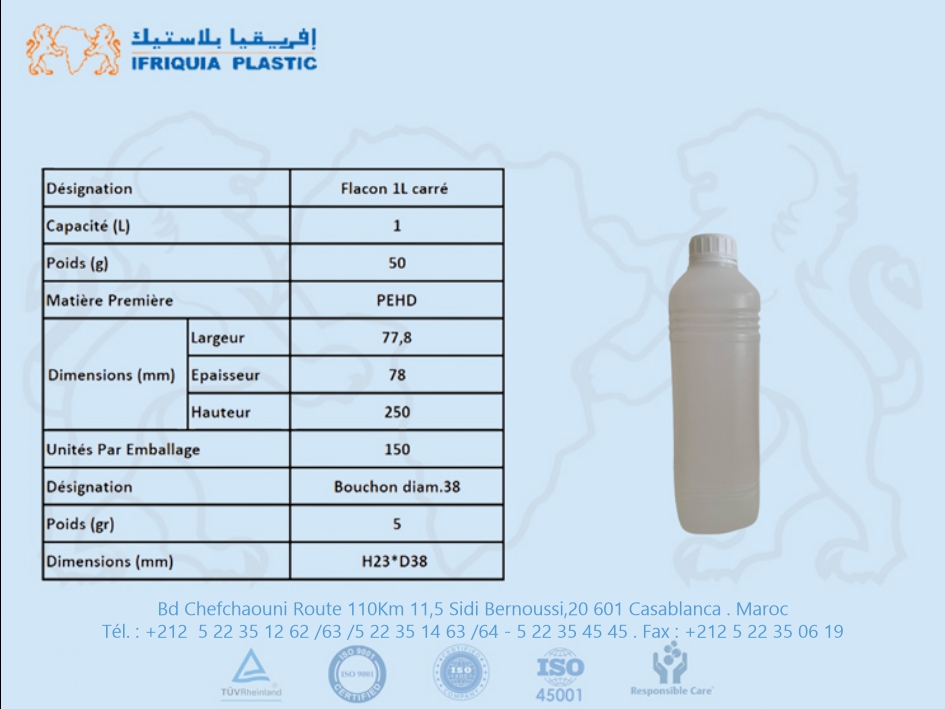 إفريقيا بلاستيك
IFRIQUIA PLASTIC
Désignation Flacon 1L carré
Capacité (L) 1
Poids (g) 50
Matière Première PEHD
Dimensions (mm) Largeur 77,8
Epaisseur 78
Hauteur 250
Unités Par Emballage 150
Désignation Bouchon diam.38
Poids (gr) 5
Dimensions (mm) H23*D38
Bd Chefchaouni Route 110Km 11,5 Sidi Bernoussi,20 601 Casablanca . Maroc
Tél. : +212 5 22 35 12 62 /63 /5 22 35 14 63 /64 - 5 22 35 45 45 . Fax : +212 5 22 35 06 19
TÜVRheinland
ISO 9001
ISO 9001
CERTIFIED
CERTIFIED
ISO
COMPANY
ISO
45001
Responsible Care